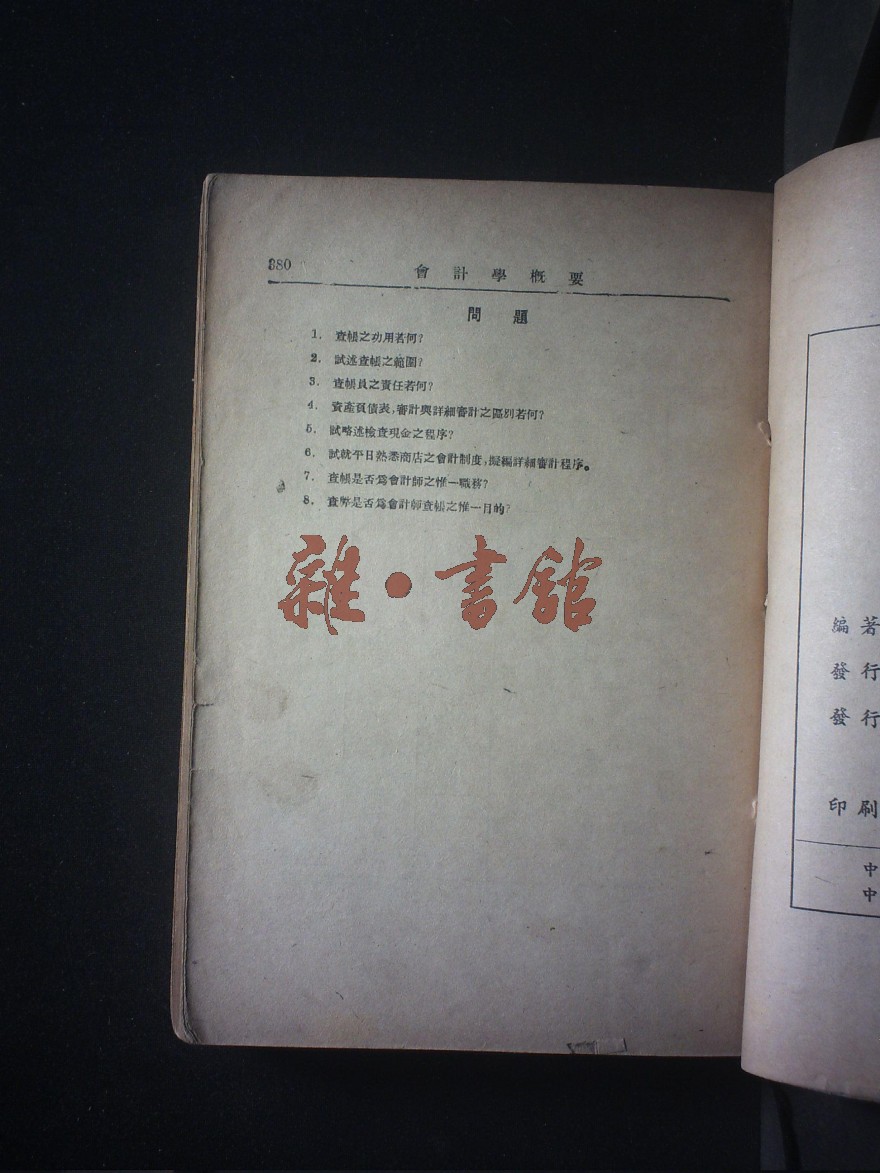 380
會計學概要
問題
1. 查帳之功用若何?
2. 試述查帳之範圍?
3. 查帳員之責任若何?
4. 資產負債表,審計與詳細審計之區別若何?
5. 試略述檢查現金之程序?
6. 試就平日熟悉商店之會計制度,擬編詳細審計程序。
7. 查帳是否爲會計師之惟一職務?
8. 查弊是否爲會計師查帳之惟一目的?
雜·書館
編著
發行
發行
印刷
中
中